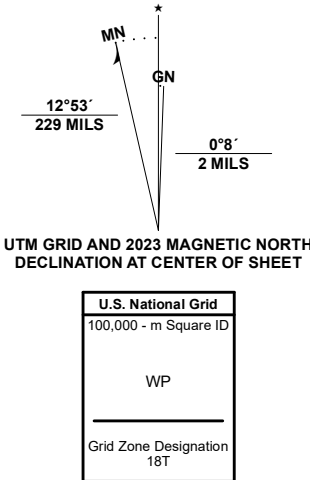 ★
MN
GN
12°53´
229 MILS
0°8´
2 MILS
UTM GRID AND 2023 MAGNETIC NORTH
DECLINATION AT CENTER OF SHEET
U.S. National Grid
100,000 - m Square ID
WP
Grid Zone Designation
18T